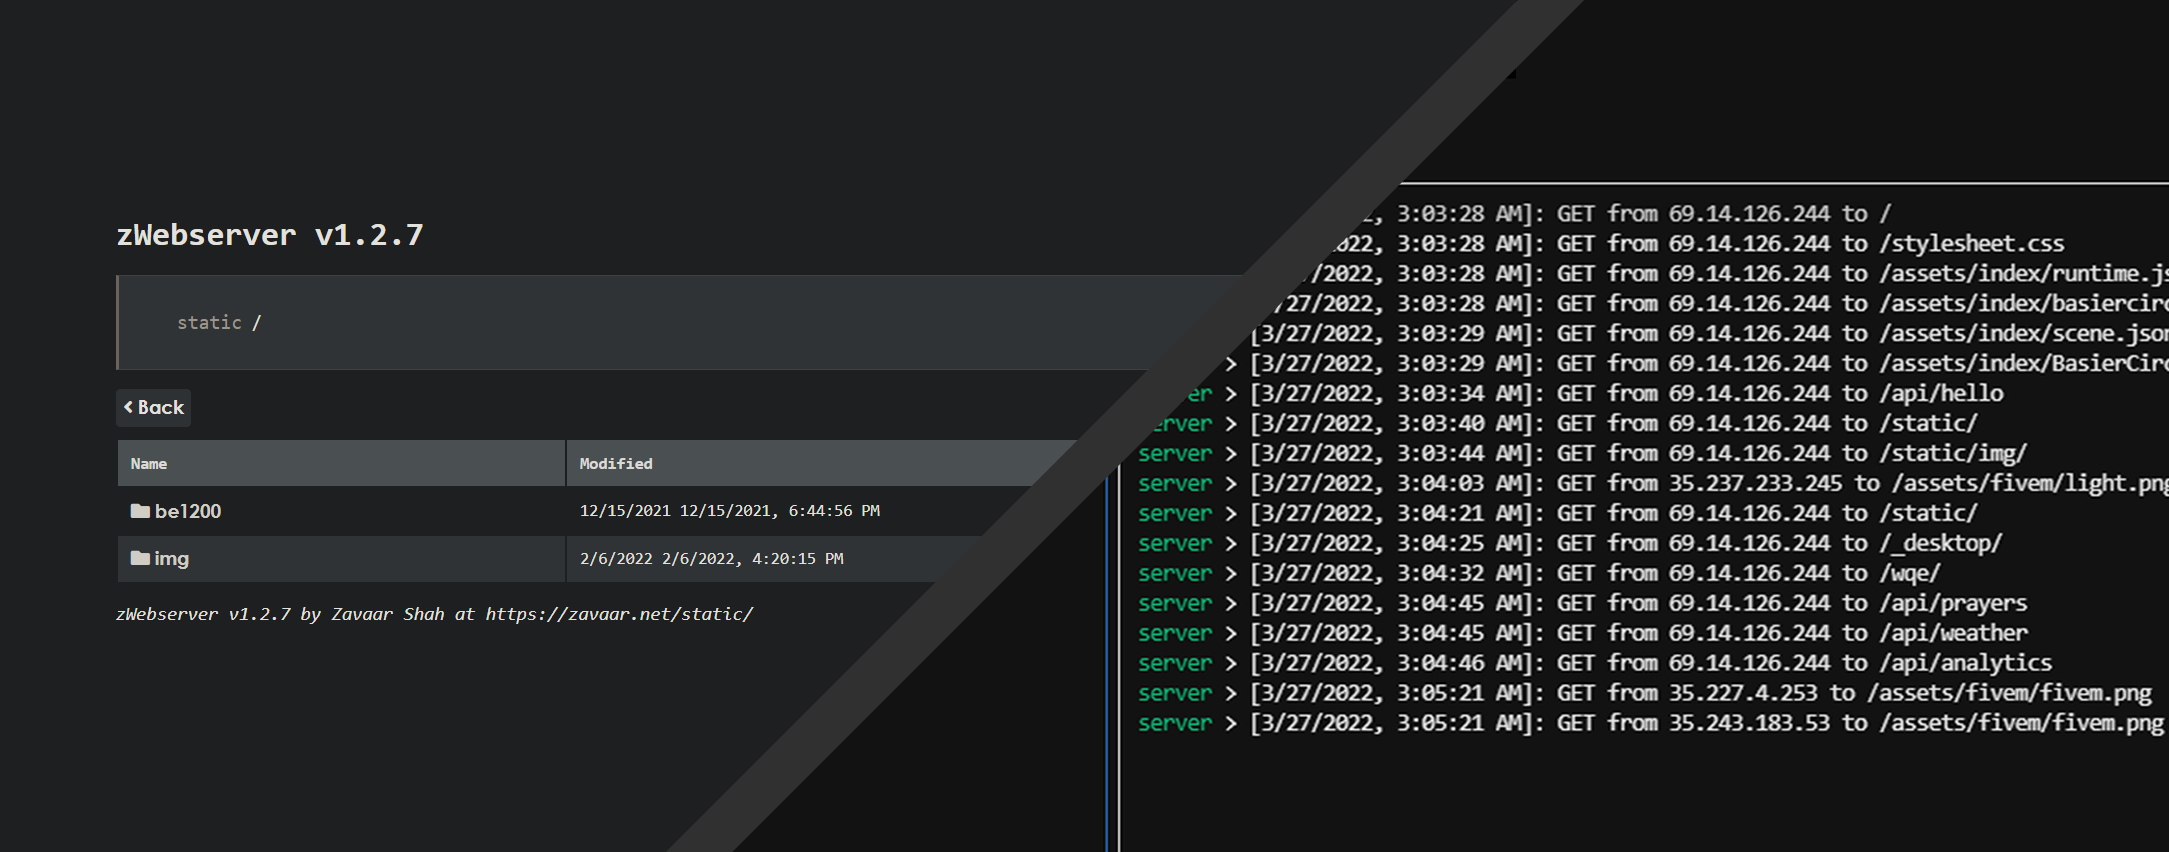 zWebserver v1.2.7
static /
Back
Name Modified
be1200 12/15/2021 12/15/2021, 6:44:56 PM
img 2/6/2022 2/6/2022, 4:20:15 PM
zWebserver v1.2.7 by Zavaar Shah at https://zavaar.net/static/
, 3:03:28 AM]: GET from 69.14.126.244 to /
022, 3:03:28 AM]: GET from 69.14.126.244 to /stylesheet.css
/2022, 3:03:28 AM]: GET from 69.14.126.244 to /assets/index/runtime.js
/27/2022, 3:03:28 AM]: GET from 69.14.126.244 to /assets/index/basiercirc
[3/27/2022, 3:03:29 AM]: GET from 69.14.126.244 to /assets/index/scene.json
> [3/27/2022, 3:03:29 AM]: GET from 69.14.126.244 to /assets/index/BasierCirc
er > [3/27/2022, 3:03:34 AM]: GET from 69.14.126.244 to /api/hello
erver > [3/27/2022, 3:03:40 AM]: GET from 69.14.126.244 to /static/
server > [3/27/2022, 3:03:44 AM]: GET from 69.14.126.244 to /static/img/
server > [3/27/2022, 3:04:03 AM]: GET from 35.237.233.245 to /assets/fivem/light.png
server > [3/27/2022, 3:04:21 AM]: GET from 69.14.126.244 to /static/
server > [3/27/2022, 3:04:25 AM]: GET from 69.14.126.244 to /_desktop/
server > [3/27/2022, 3:04:32 AM]: GET from 69.14.126.244 to /wqe/
server > [3/27/2022, 3:04:45 AM]: GET from 69.14.126.244 to /api/prayers
server > [3/27/2022, 3:04:45 AM]: GET from 69.14.126.244 to /api/weather
server > [3/27/2022, 3:04:46 AM]: GET from 69.14.126.244 to /api/analytics
server > [3/27/2022, 3:05:21 AM]: GET from 35.227.4.253 to /assets/fivem/fivem.png
server > [3/27/2022, 3:05:21 AM]: GET from 35.243.183.53 to /assets/fivem/fivem.png